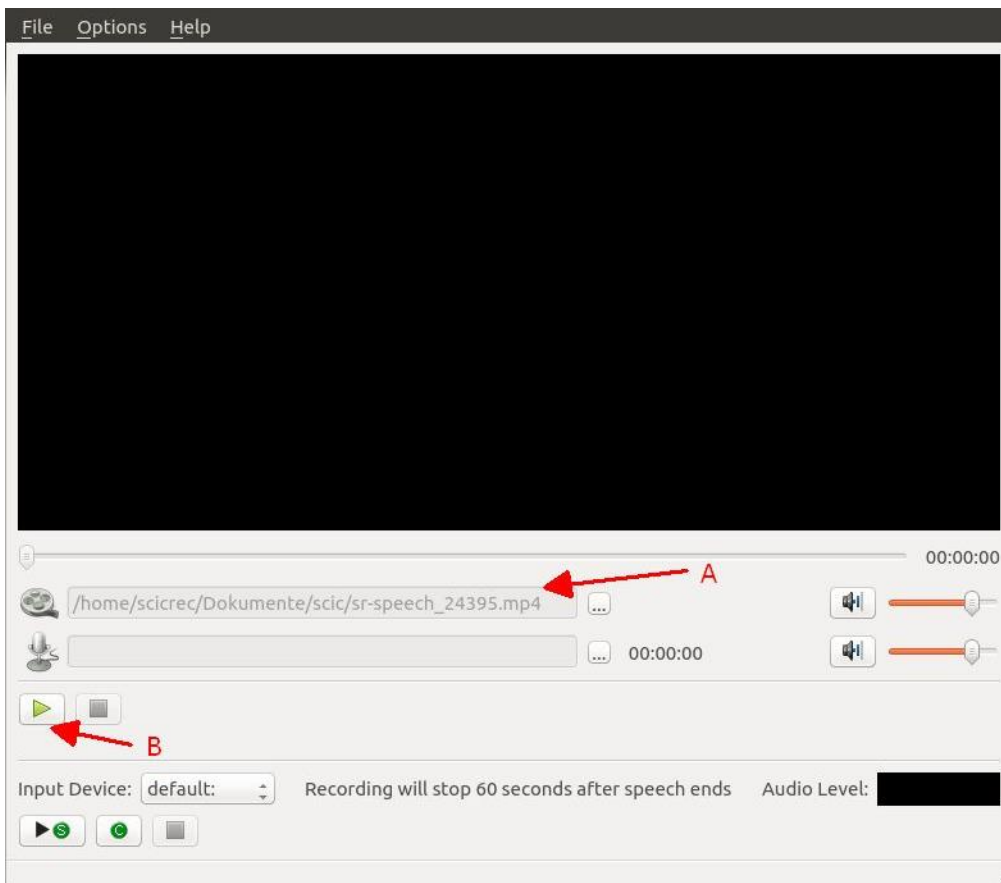 File Options Help
00:00:00
A
/home/scicrec/Dokumente/scic/sr-speech_24395.mp4 ...
... 00:00:00
B
Input Device: default: Recording will stop 60 seconds after speech ends Audio Level:
S C